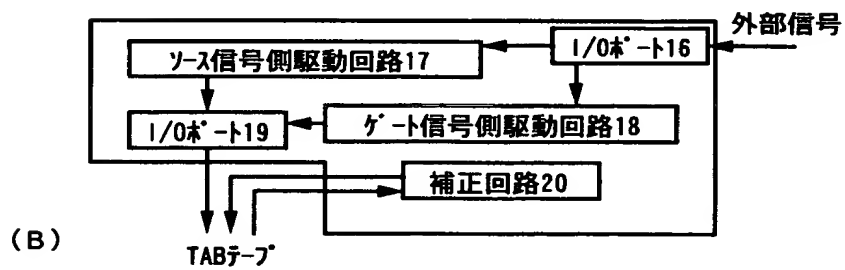 外部信号
I/Oポート16
ソース信号側駆動回路17
I/Oポート19
ゲート信号側駆動回路18
補正回路20
(B)
TABテープ